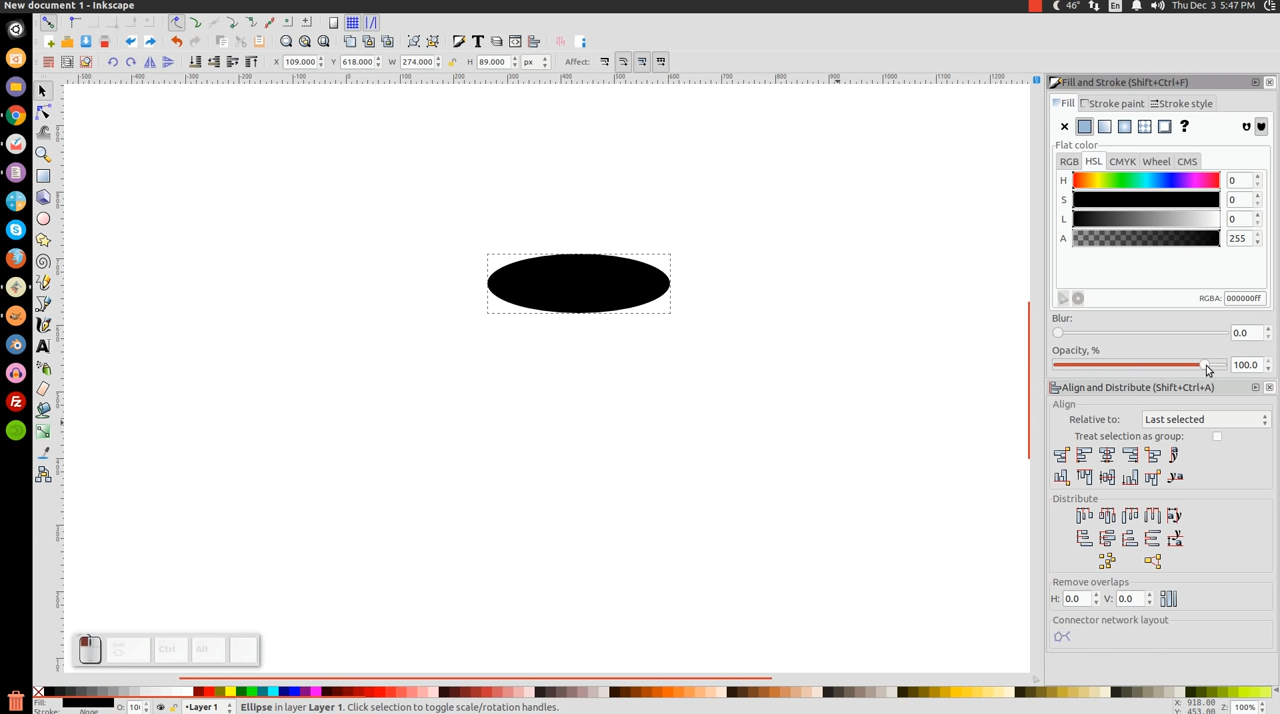 New document 1 - Inkscape
46° En Thu Dec 3 5:47 PM
X 109.000 Y 618.000 W 274.000 H 89.000 px Affect:
Fill and Stroke (Shift+Ctrl+F)
Fill Stroke paint Stroke style
Flat color
RGB HSL CMYK Wheel CMS
H 0
S 0
L 0
A 255
RGBA: 000000ff
Blur:
0.0
Opacity, %
100.0
Align and Distribute (Shift+Ctrl+A)
Align
Relative to: Last selected
Treat selection as group:
Distribute
Remove overlaps
H: 0.0 V: 0.0
Connector network layout
Ctrl Alt
Fill:
Stroke: None
O: Layer 1 Ellipse in layer Layer 1. Click selection to toggle scale/rotation handles.
X: 918.00
Y: 453.00
Z: 100%